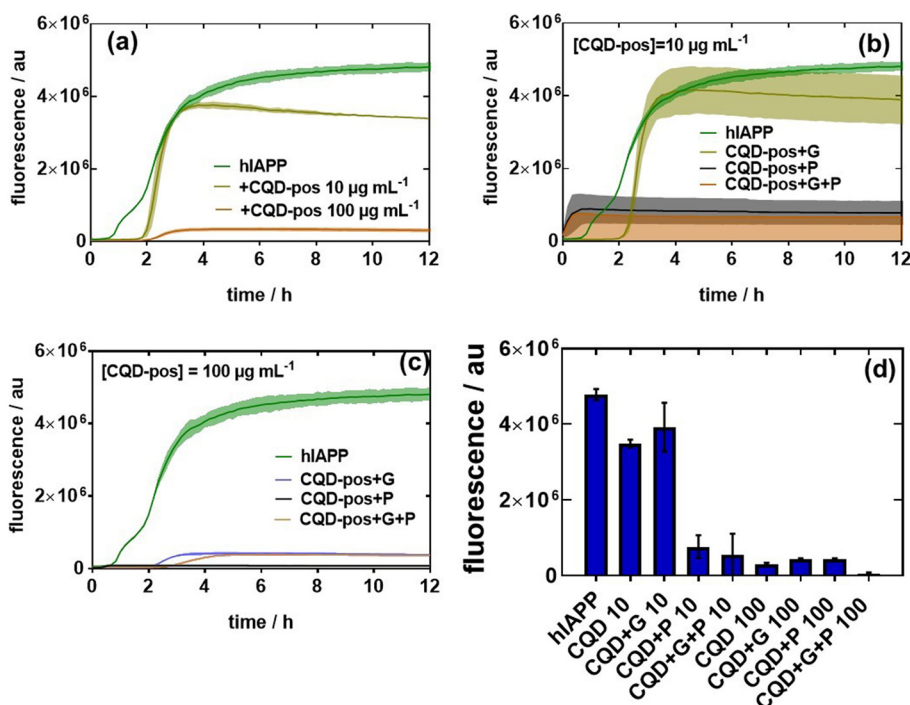 (a)
fluorescence / au
6×10⁶
4×10⁶
2×10⁶
0
hIAPP
+CQD-pos 10 µg mL⁻¹
+CQD-pos 100 µg mL⁻¹
0 2 4 6 8 10 12
time / h
(b)
[CQD-pos]=10 µg mL⁻¹
fluorescence / au
6×10⁶
4×10⁶
2×10⁶
0
hIAPP
CQD-pos+G
CQD-pos+P
CQD-pos+G+P
0 2 4 6 8 10 12
time / h
(c)
[CQD-pos] = 100 µg mL⁻¹
fluorescence / au
6×10⁶
4×10⁶
2×10⁶
0
hIAPP
CQD-pos+G
CQD-pos+P
CQD-pos+G+P
0 2 4 6 8 10 12
time / h
(d)
fluorescence / au
6×10⁶
4×10⁶
2×10⁶
0
hIAPP
CQD 10
CQD+G 10
CQD+P 10
CQD+G+P 10
CQD 100
CQD+G 100
CQD+P 100
CQD+G+P 100